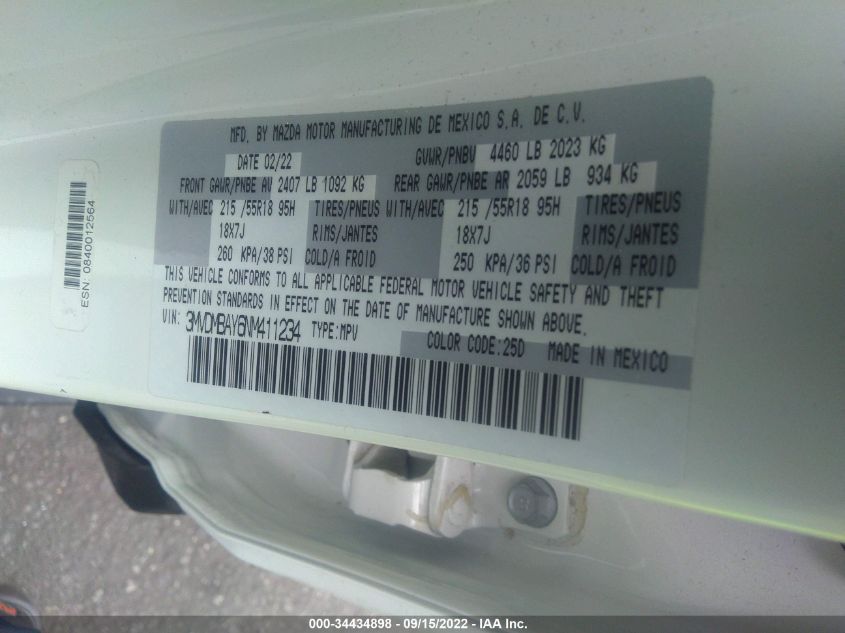 MFD. BY MAZDA MOTOR MANUFACTURING DE MEXICO S.A. DE C.V.
DATE 02/22 GVWR/PNBV 4460 LB 2023 KG
FRONT GAWR/PNBE AV 2407 LB 1092 KG REAR GAWR/PNBE AR 2059 LB 934 KG
WITH/AVEC 215 /55R18 95H TIRES/PNEUS WITH/AVEC 215 /55R18 95H TIRES/PNEUS
18X7J RIMS/JANTES 18X7J RIMS/JANTES
260 KPA/38 PSI COLD/A FROID 250 KPA/36 PSI COLD/A FROID
THIS VEHICLE CONFORMS TO ALL APPLICABLE FEDERAL MOTOR VEHICLE SAFETY AND THEFT
PREVENTION STANDARDS IN EFFECT ON THE DATE OF MANUFACTURE SHOWN ABOVE.
VIN: 3MVDMBAY6NM411234 TYPE:MPV
COLOR CODE:25D MADE IN MEXICO
ESN: 0840012564
000-34434898 - 09/15/2022 - IAA Inc.